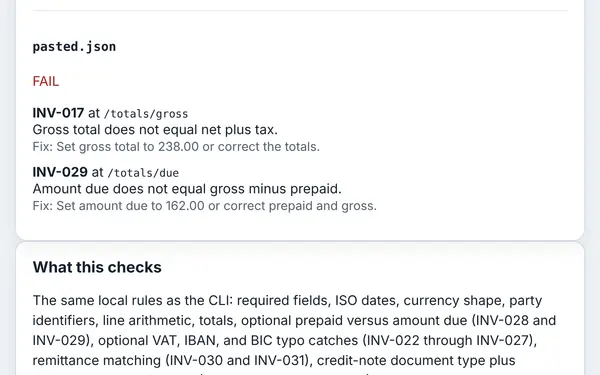 pasted.json
FAIL
INV-017 at /totals/gross
Gross total does not equal net plus tax.
Fix: Set gross total to 238.00 or correct the totals.
INV-029 at /totals/due
Amount due does not equal gross minus prepaid.
Fix: Set amount due to 162.00 or correct prepaid and gross.
What this checks
The same local rules as the CLI: required fields, ISO dates, currency shape, party
identifiers, line arithmetic, totals, optional prepaid versus amount due (INV-028 and
INV-029), optional VAT, IBAN, and BIC typo catches (INV-022 through INV-027),
remittance matching (INV-030 and INV-031), credit-note document type plus